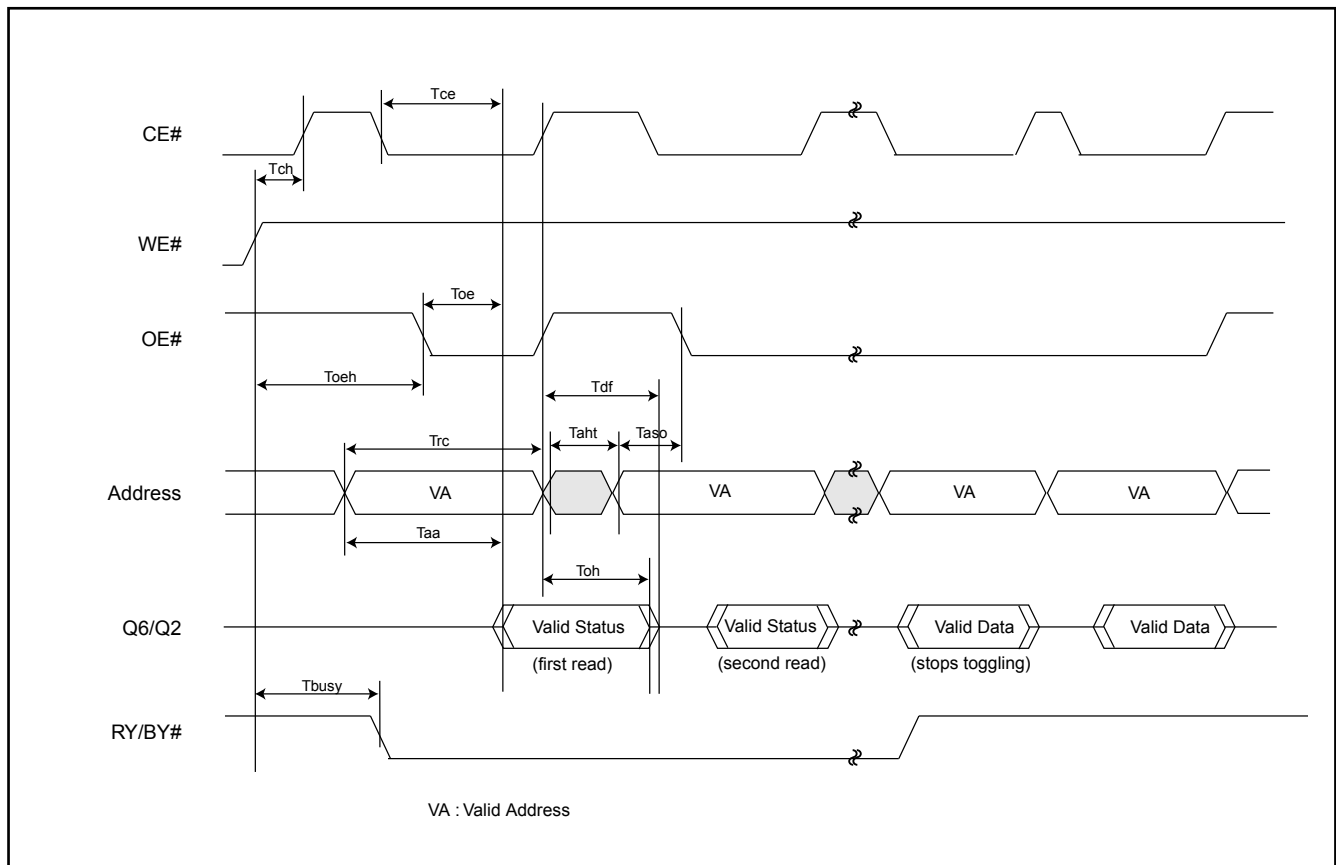 Tce
CE#
Tch
WE#
Toe
OE#
Toeh
Tdf
Taht
Taso
Trc
Address
VA
VA
VA
VA
Taa
Toh
Q6/Q2
Valid Status
Valid Status
Valid Data
Valid Data
(first read)
(second read)
(stops toggling)
Tbusy
RY/BY#
VA : Valid Address